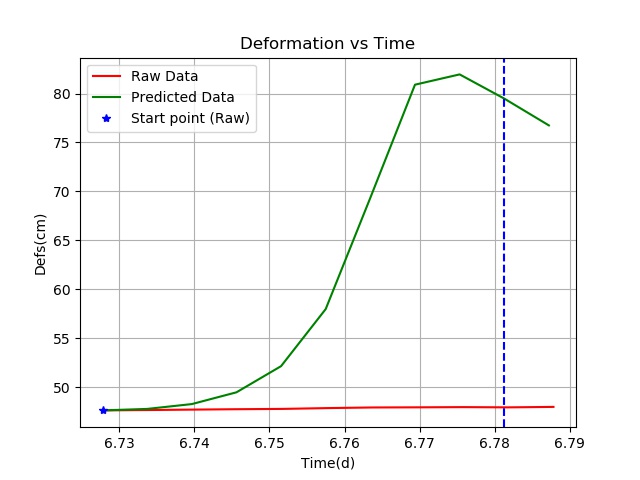 Deformation vs Time
Raw Data
Predicted Data
Start point (Raw)
Defs(cm)
80
75
70
65
60
55
50
6.73 6.74 6.75 6.76 6.77 6.78 6.79
Time(d)